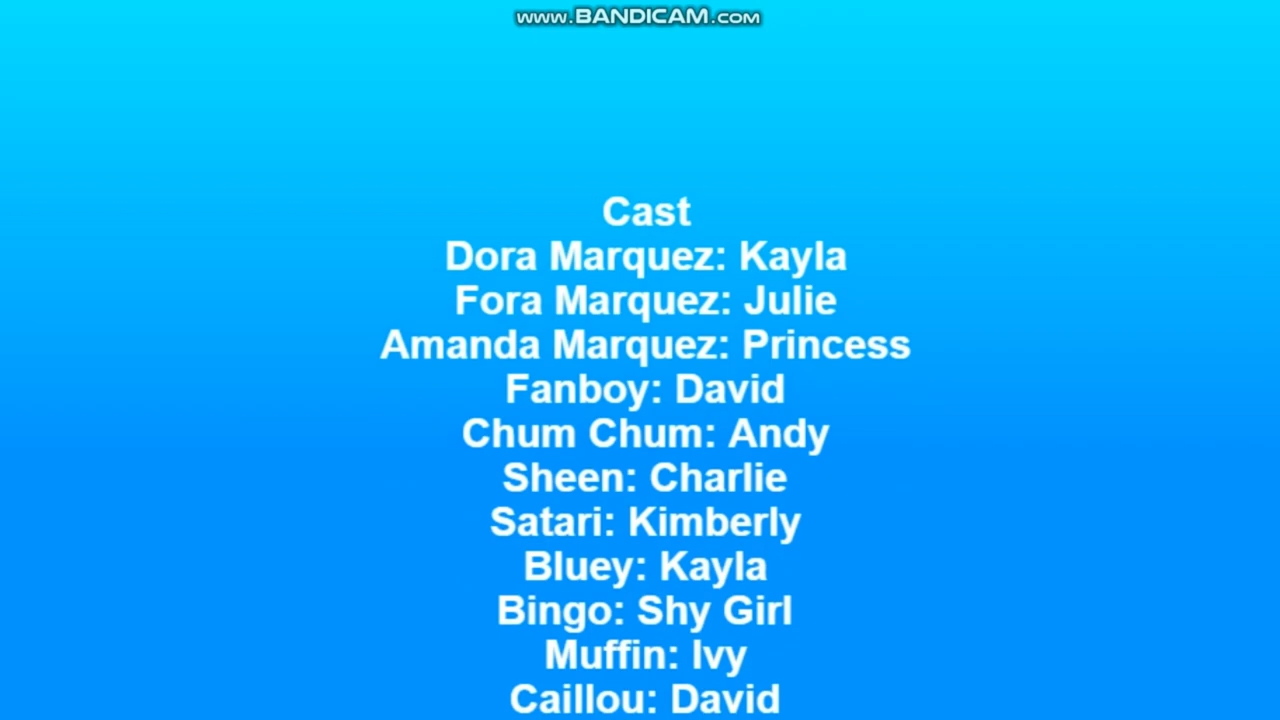 www.BANDICAM.com
Cast
Dora Marquez: Kayla
Fora Marquez: Julie
Amanda Marquez: Princess
Fanboy: David
Chum Chum: Andy
Sheen: Charlie
Satari: Kimberly
Bluey: Kayla
Bingo: Shy Girl
Muffin: Ivy
Caillou: David